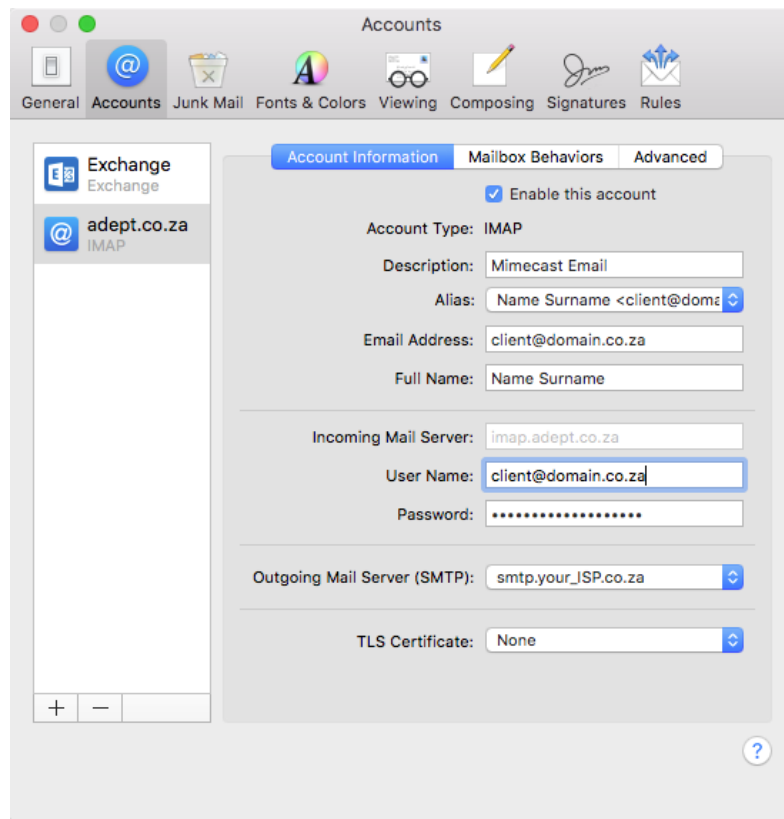 Accounts
General Accounts Junk Mail Fonts & Colors Viewing Composing Signatures Rules
Exchange
Exchange
adept.co.za
IMAP
Account Information Mailbox Behaviors Advanced
Enable this account
Account Type: IMAP
Description: Mimecast Email
Alias: Name Surname <client@doma
Email Address: client@domain.co.za
Full Name: Name Surname
Incoming Mail Server: imap.adept.co.za
User Name: client@domain.co.za
Password: •••••••••••••••••••
Outgoing Mail Server (SMTP): smtp.your_ISP.co.za
TLS Certificate: None
+ −
?